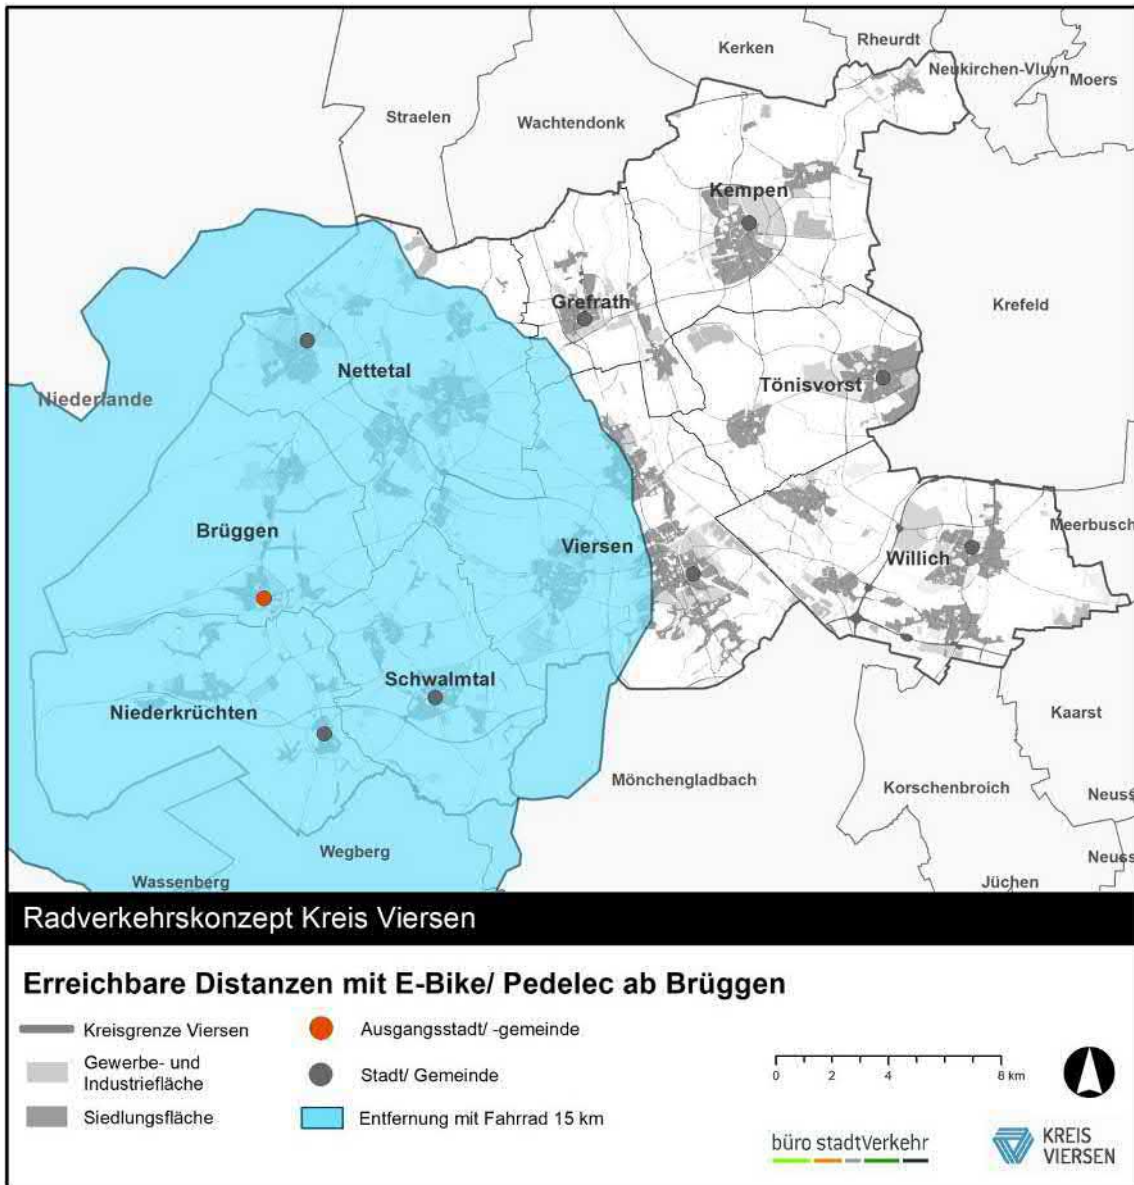 Rheurdt
Kerken
Neukirchen-Vluyn
Moers
Straelen
Wachtendonk
Kempen
Grefrath
Krefeld
Nettetal
Tönisvorst
Niederlande
Brüggen
Viersen
Meerbusch
Willich
Schwalmtal
Niederkrüchten
Kaarst
Mönchengladbach
Korschenbroich
Neuss
Wegberg
Neuss
Wassenberg
Jüchen
Radverkehrskonzept Kreis Viersen
Erreichbare Distanzen mit E-Bike/ Pedelec ab Brüggen
Kreisgrenze Viersen
Gewerbe- und
Industriefläche
Siedlungsfläche
Ausgangsstadt/ -gemeinde
Stadt/ Gemeinde
Entfernung mit Fahrrad 15 km
0 2 4 8 km
büro stadtVerkehr
KREIS
VIERSEN